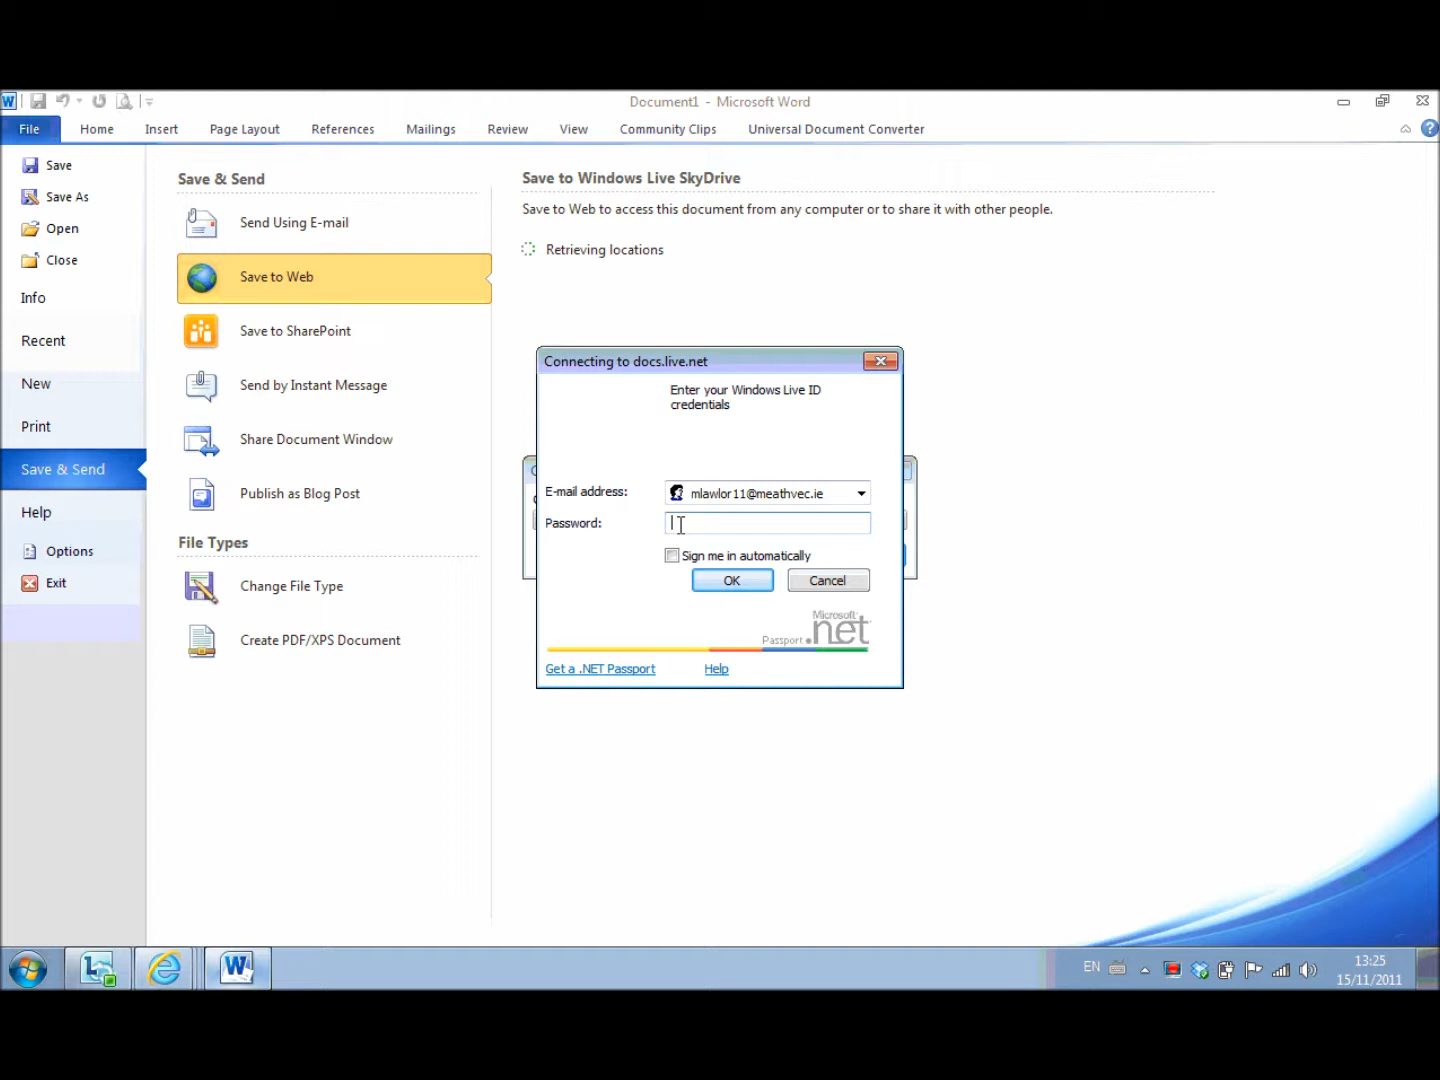 Document1 - Microsoft Word
File Home Insert Page Layout References Mailings Review View Community Clips Universal Document Converter
Save
Save As
Open
Close
Info
Recent
New
Print
Save & Send
Help
Options
Exit
Save & Send
Send Using E-mail
Save to Web
Save to SharePoint
Send by Instant Message
Share Document Window
Publish as Blog Post
File Types
Change File Type
Create PDF/XPS Document
Save to Windows Live SkyDrive
Save to Web to access this document from any computer or to share it with other people.
Retrieving locations
Connecting to docs.live.net
Enter your Windows Live ID
credentials
E-mail address: mlawlor11@meathvec.ie
Password:
Sign me in automatically
OK Cancel
Microsoft
Passport .net
Get a .NET Passport Help
EN
13:25
15/11/2011